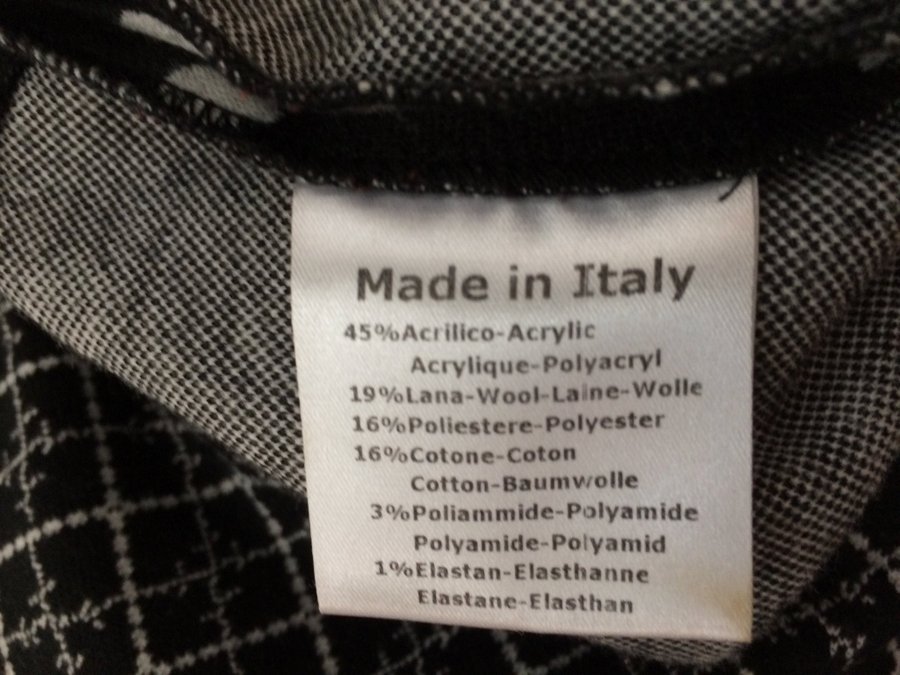 Made in Italy
45%Acrilico-Acrylic
Acrylique-Polyacryl
19%Lana-Wool-Laine-Wolle
16%Poliestere-Polyester
16%Cotone-Coton
Cotton-Baumwolle
3%Poliammide-Polyamide
Polyamide-Polyamid
1%Elastan-Elasthanne
Elastane-Elasthan